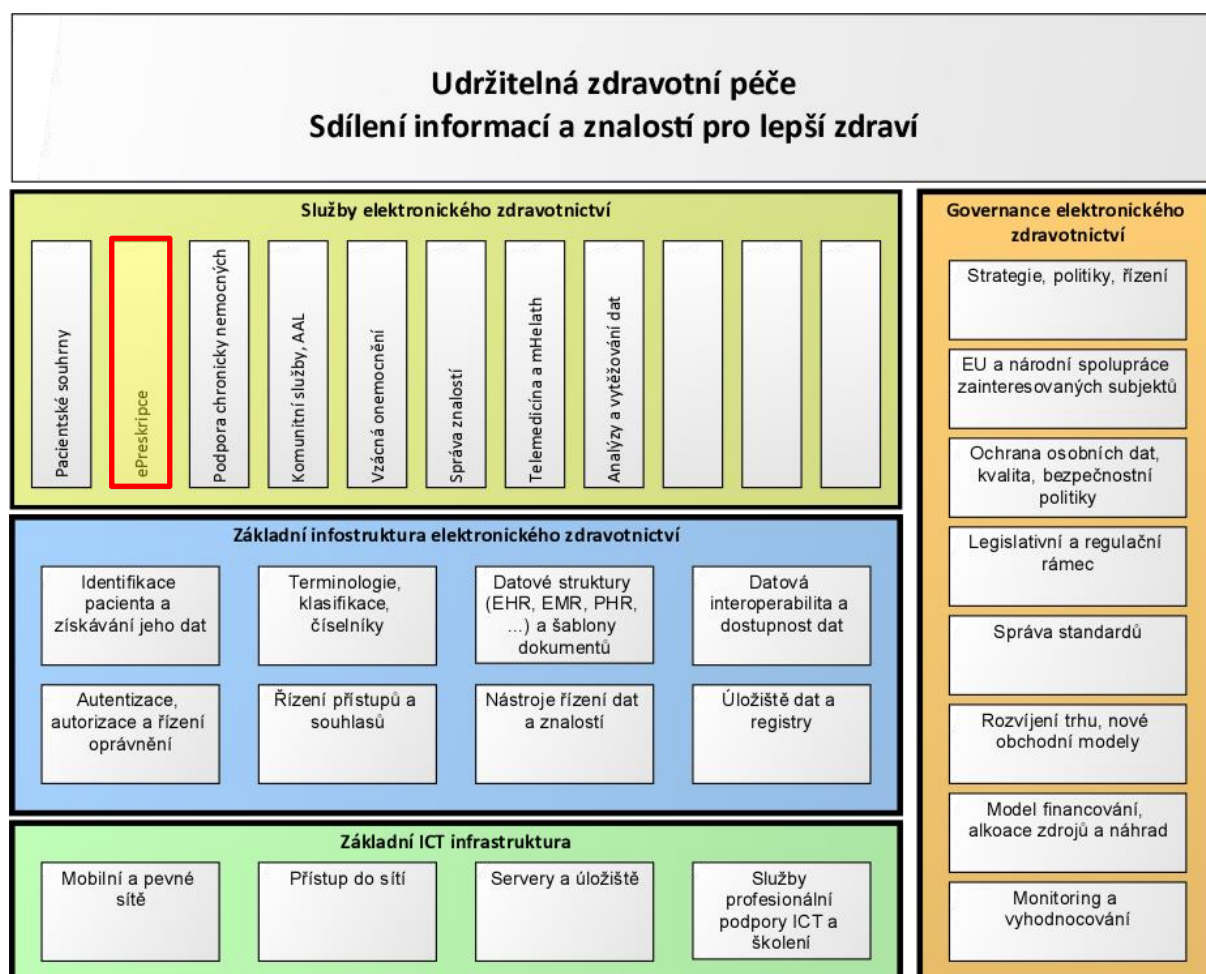 Udržitelná zdravotní péče
Sdílení informací a znalostí pro lepší zdraví
Služby elektronického zdravotnictví
Pacientské souhrny
ePreskripce
Podpora chronicky nemocných
Komunitní služby, AAL
Vzácná onemocnění
Správa znalostí
Telemedicína a mHelath
Analýzy a vytěžování dat
Základní infostruktura elektronického zdravotnictví
Identifikace
pacienta a
získávání jeho dat
Terminologie,
klasifikace,
číselníky
Datové struktury
(EHR, EMR, PHR,
...) a šablony
dokumentů
Datová
interoperabilita a
dostupnost dat
Autentizace,
autorizace a řízení
oprávnění
Řízení přístupů a
souhlasů
Nástroje řízení dat
a znalostí
Úložiště dat a
registry
Základní ICT infrastruktura
Mobilní a pevné
sítě
Přístup do sítí
Servery a úložiště
Služby
profesionální
podpory ICT a
školení
Governance elektronického
zdravotnictví
Strategie, politiky, řízení
EU a národní spolupráce
zainteresovaných subjektů
Ochrana osobních dat,
kvalita, bezpečnostní
politiky
Legislativní a regulační
rámec
Správa standardů
Rozvíjení trhu, nové
obchodní modely
Model financování,
alkoace zdrojů a náhrad
Monitoring a
vyhodnocování